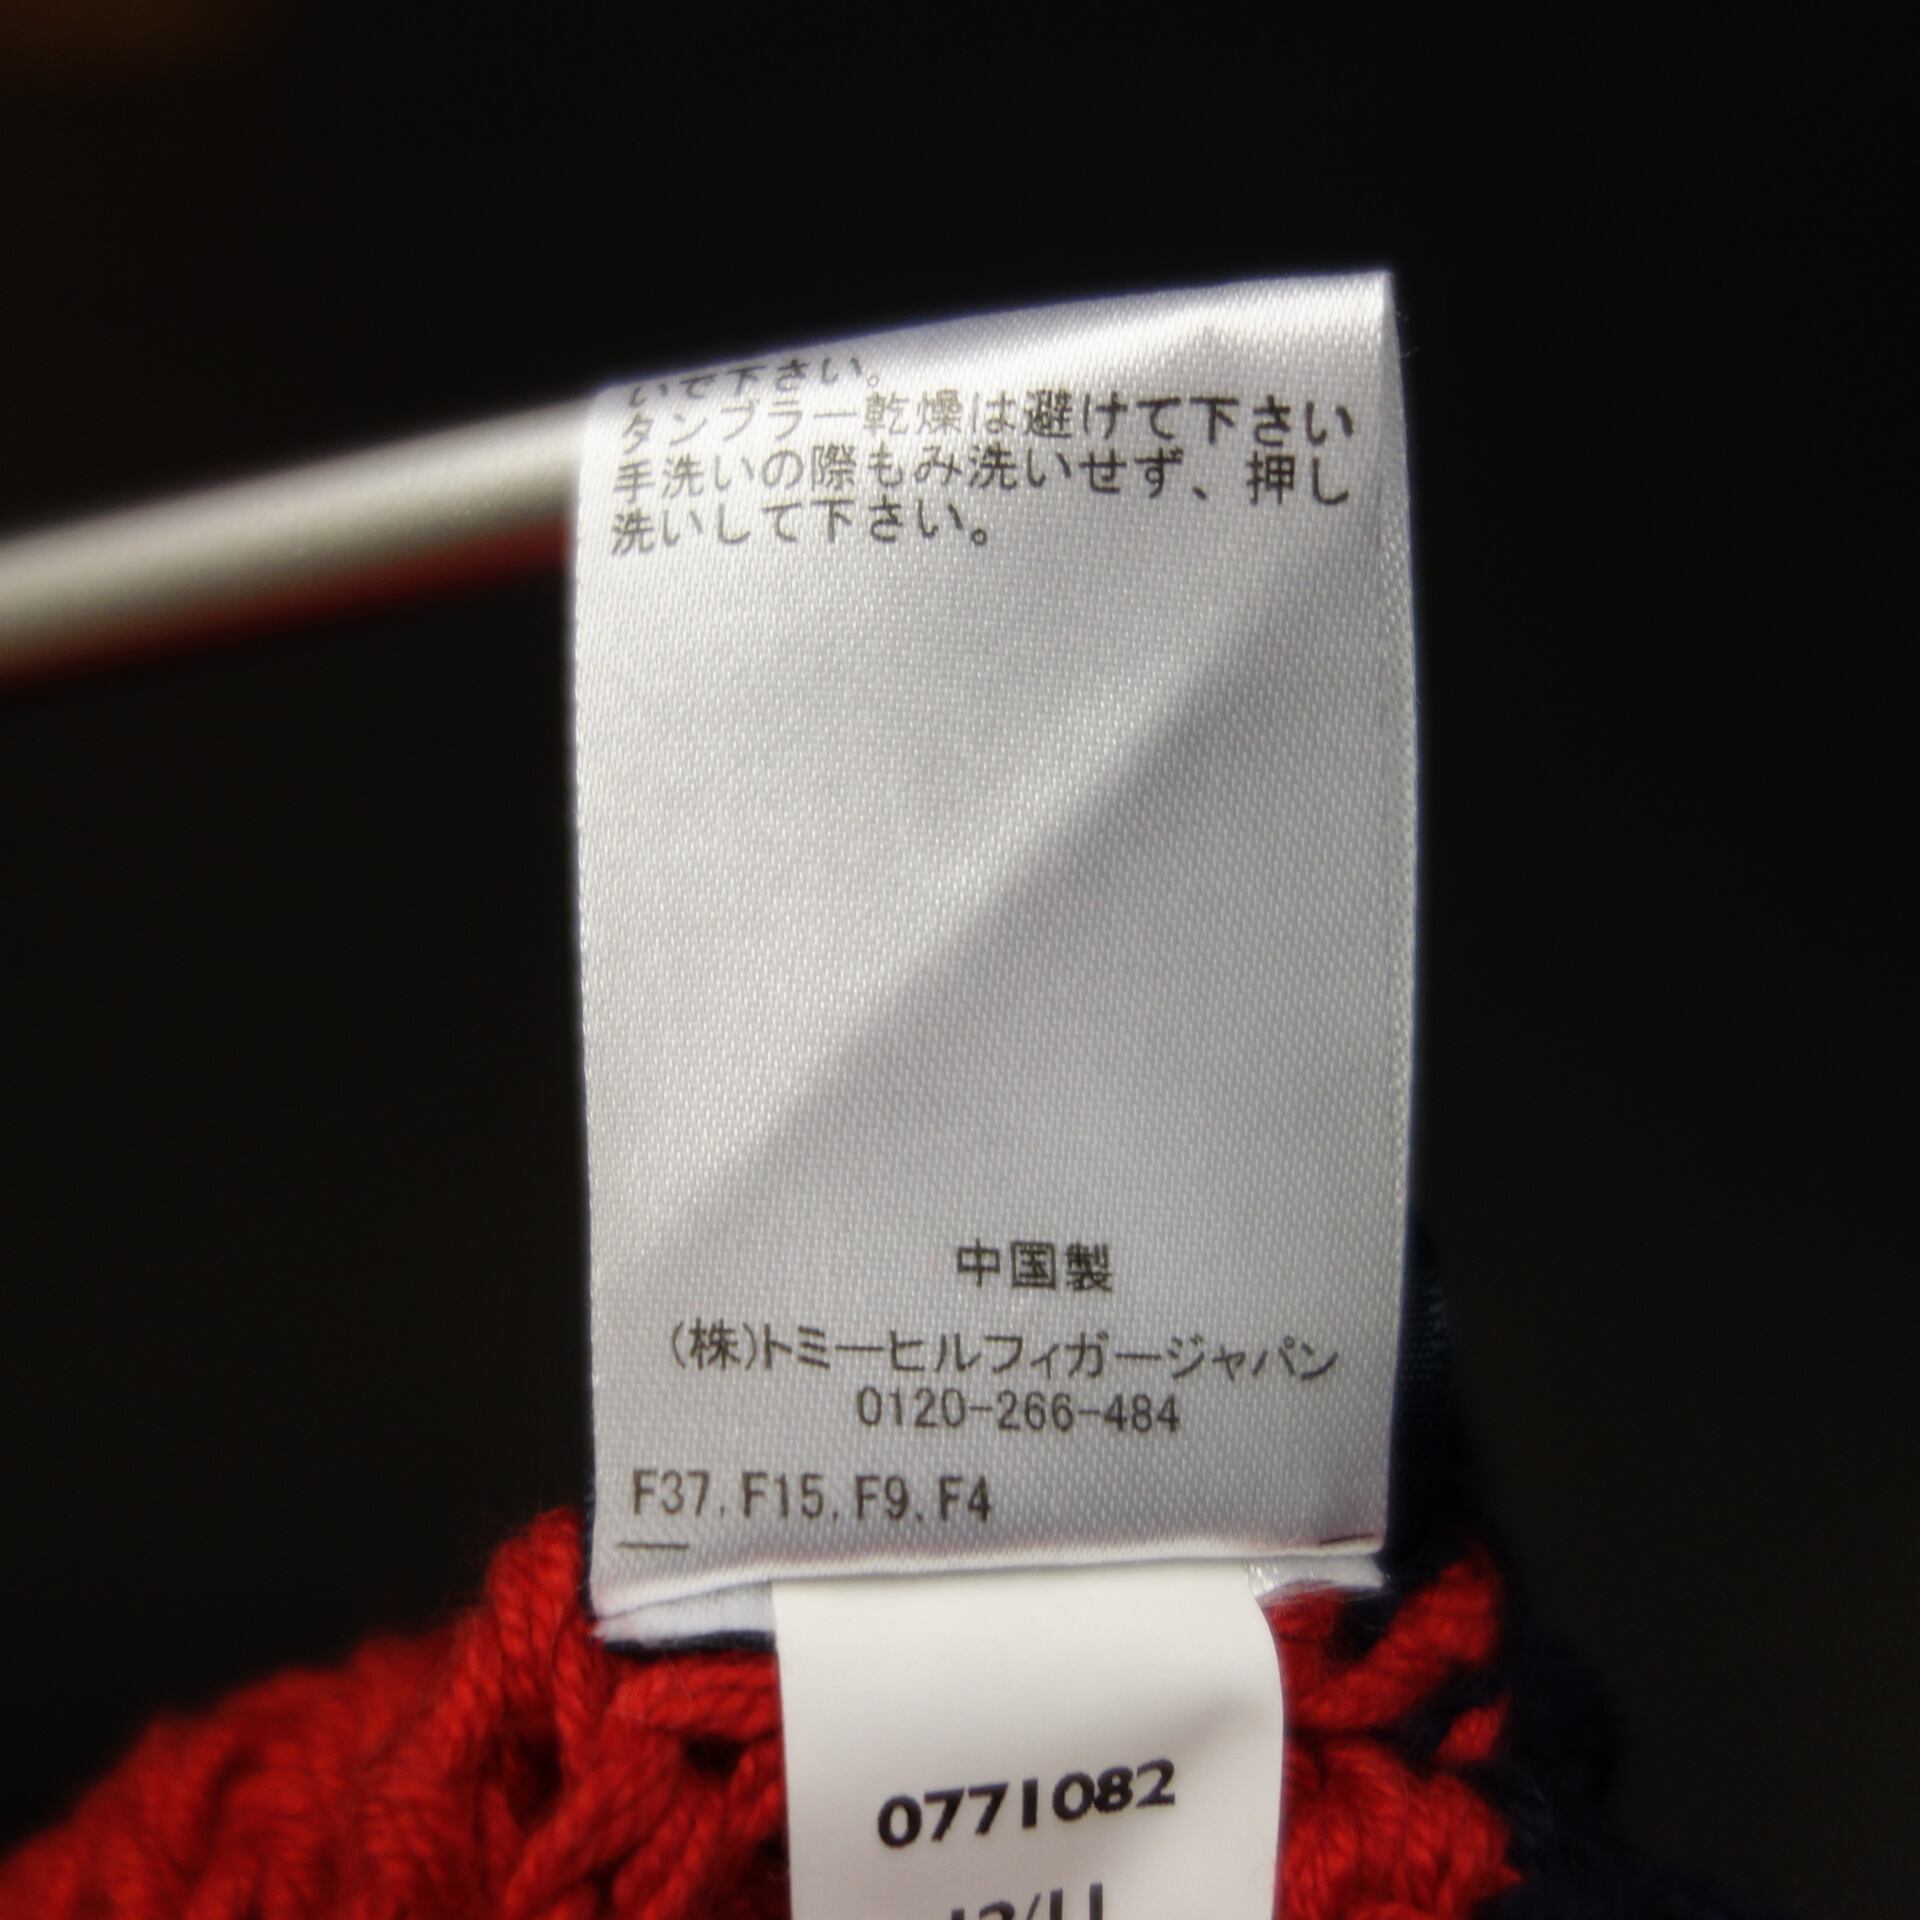 いで下さい。
タンブラー乾燥は避けて下さい
手洗いの際もみ洗いせず、押し
洗いして下さい。
中国製
(株)トミーヒルフィガージャパン
0120-266-484
F37, F15, F9, F4
0771082
12/11